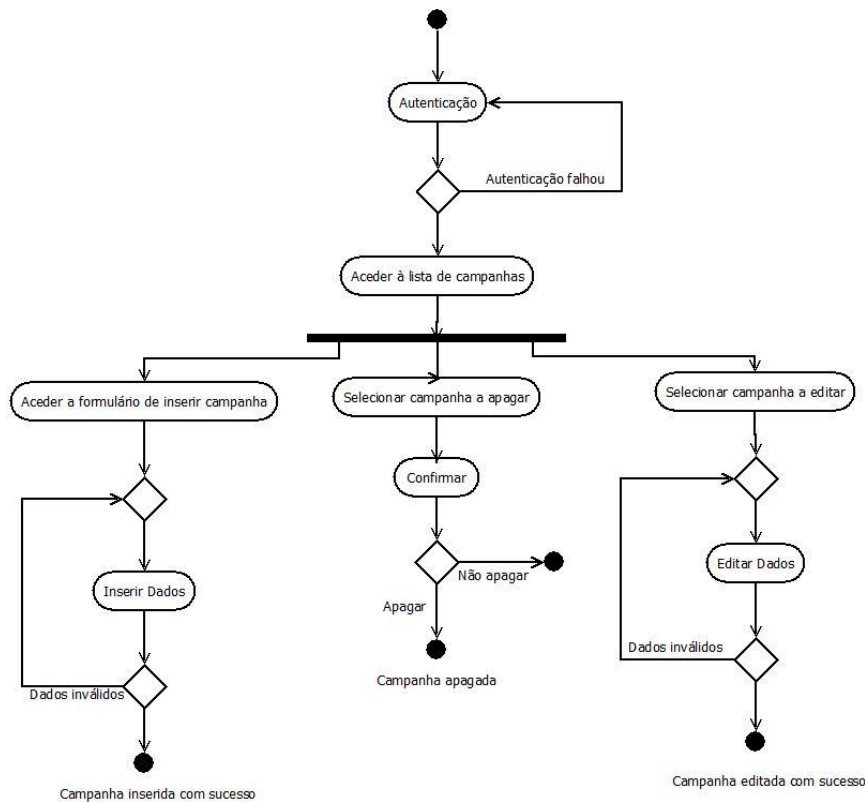 Autenticação
Autenticação falhou
Aceder à lista de campanhas
Aceder a formulário de inserir campanha
Selecionar campanha a apagar
Selecionar campanha a editar
Confirmar
Inserir Dados
Não apagar
Editar Dados
Apagar
Dados inválidos
Campanha apagada
Dados inválidos
Campanha inserida com sucesso
Campanha editada com sucesso